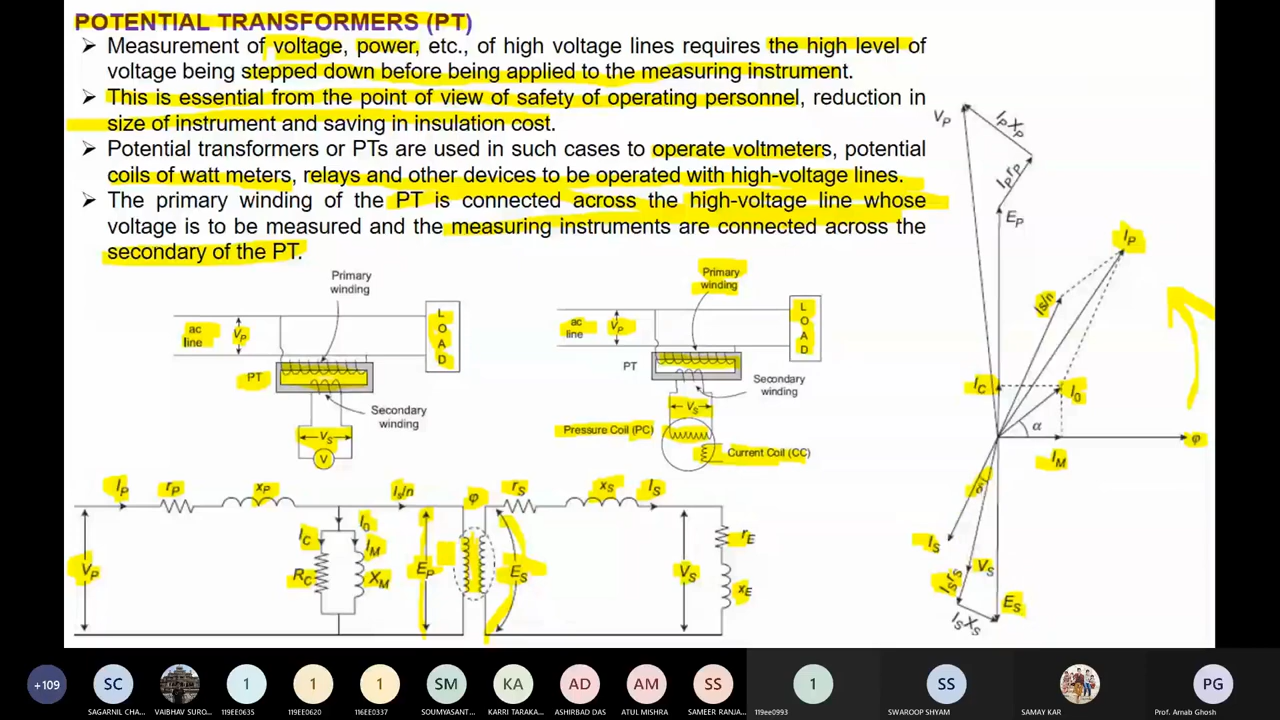 POTENTIAL TRANSFORMERS (PT)
➢ Measurement of voltage, power, etc., of high voltage lines requires the high level of
voltage being stepped down before being applied to the measuring instrument.
➢ This is essential from the point of view of safety of operating personnel, reduction in
size of instrument and saving in insulation cost.
➢ Potential transformers or PTs are used in such cases to operate voltmeters, potential
coils of watt meters, relays and other devices to be operated with high-voltage lines.
➢ The primary winding of the PT is connected across the high-voltage line whose
voltage is to be measured and the measuring instruments are connected across the
secondary of the PT.
Primary
winding
ac
line
VP
LOAD
PT
Secondary
winding
VS
V
Primary
winding
ac
line
VP
LOAD
PT
Secondary
winding
VS
Pressure Coil (PC)
Current Coil (CC)
IP
rP
xP
IS/n
φ
rS
xS
IS
I0
IC
IM
VP
RC
XM
EP
ES
VS
rE
xE
VP
IPXP
IPrP
EP
IP
IS/n
IC
I0
α
φ
IM
IS
VS
ISrS
ES
ISXS
+109
SC
1
1
1
SM
KA
AD
AM
SS
1
SS
PG
SAGARNIL CHA...
VAIBHAV SURO...
119EE0635
119EE0620
116EE0337
SOUMYASANT...
KARRI TARAKA...
ASHIRBAD DAS
ATUL MISHRA
SAMEER RANJA...
119ee0993
SWAROOP SHYAM
SAMAY KAR
Prof. Arnab Ghosh